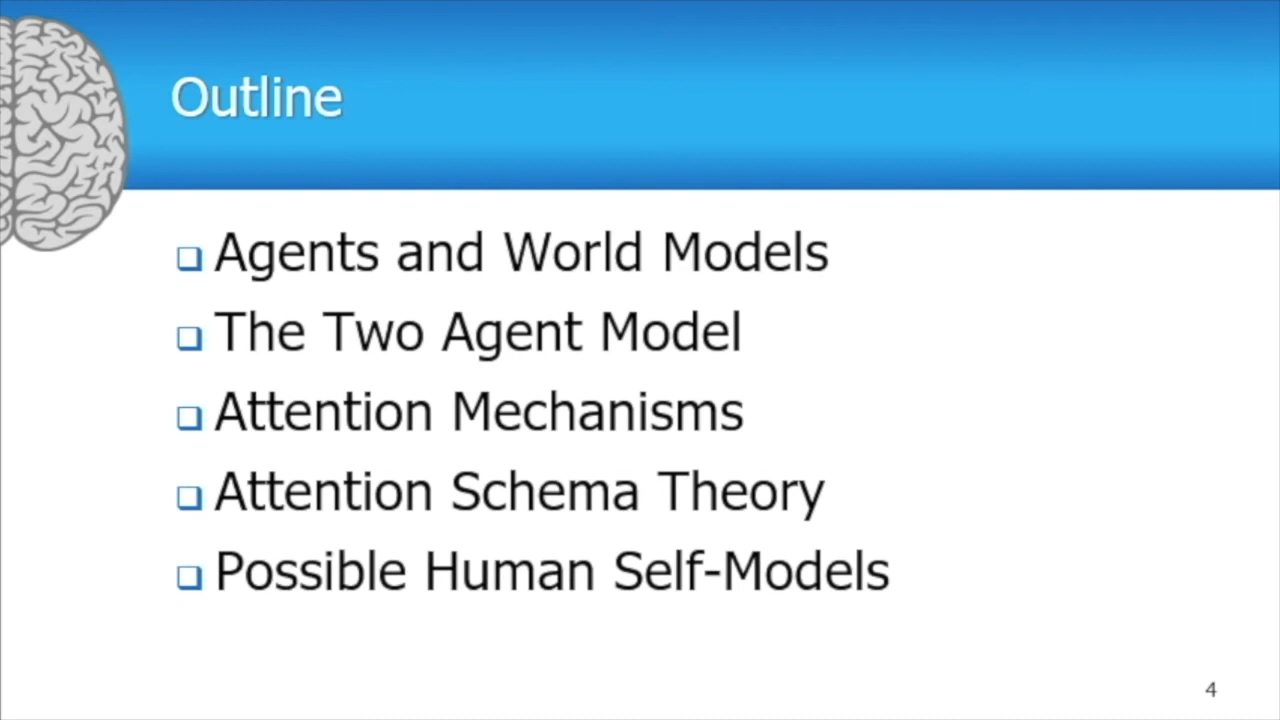 Outline
Agents and World Models
The Two Agent Model
Attention Mechanisms
Attention Schema Theory
Possible Human Self-Models
4